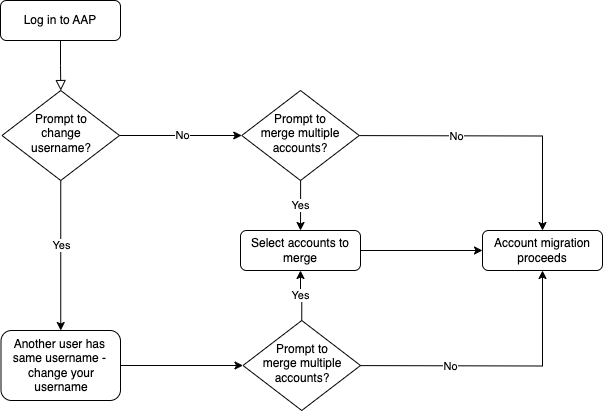 Log in to AAP
Prompt to
change
username?
No
Prompt to
merge multiple
accounts?
No
Yes
Yes
Select accounts to
merge
Account migration
proceeds
Yes
Another user has
same username -
change your
username
Prompt to
merge multiple
accounts?
No